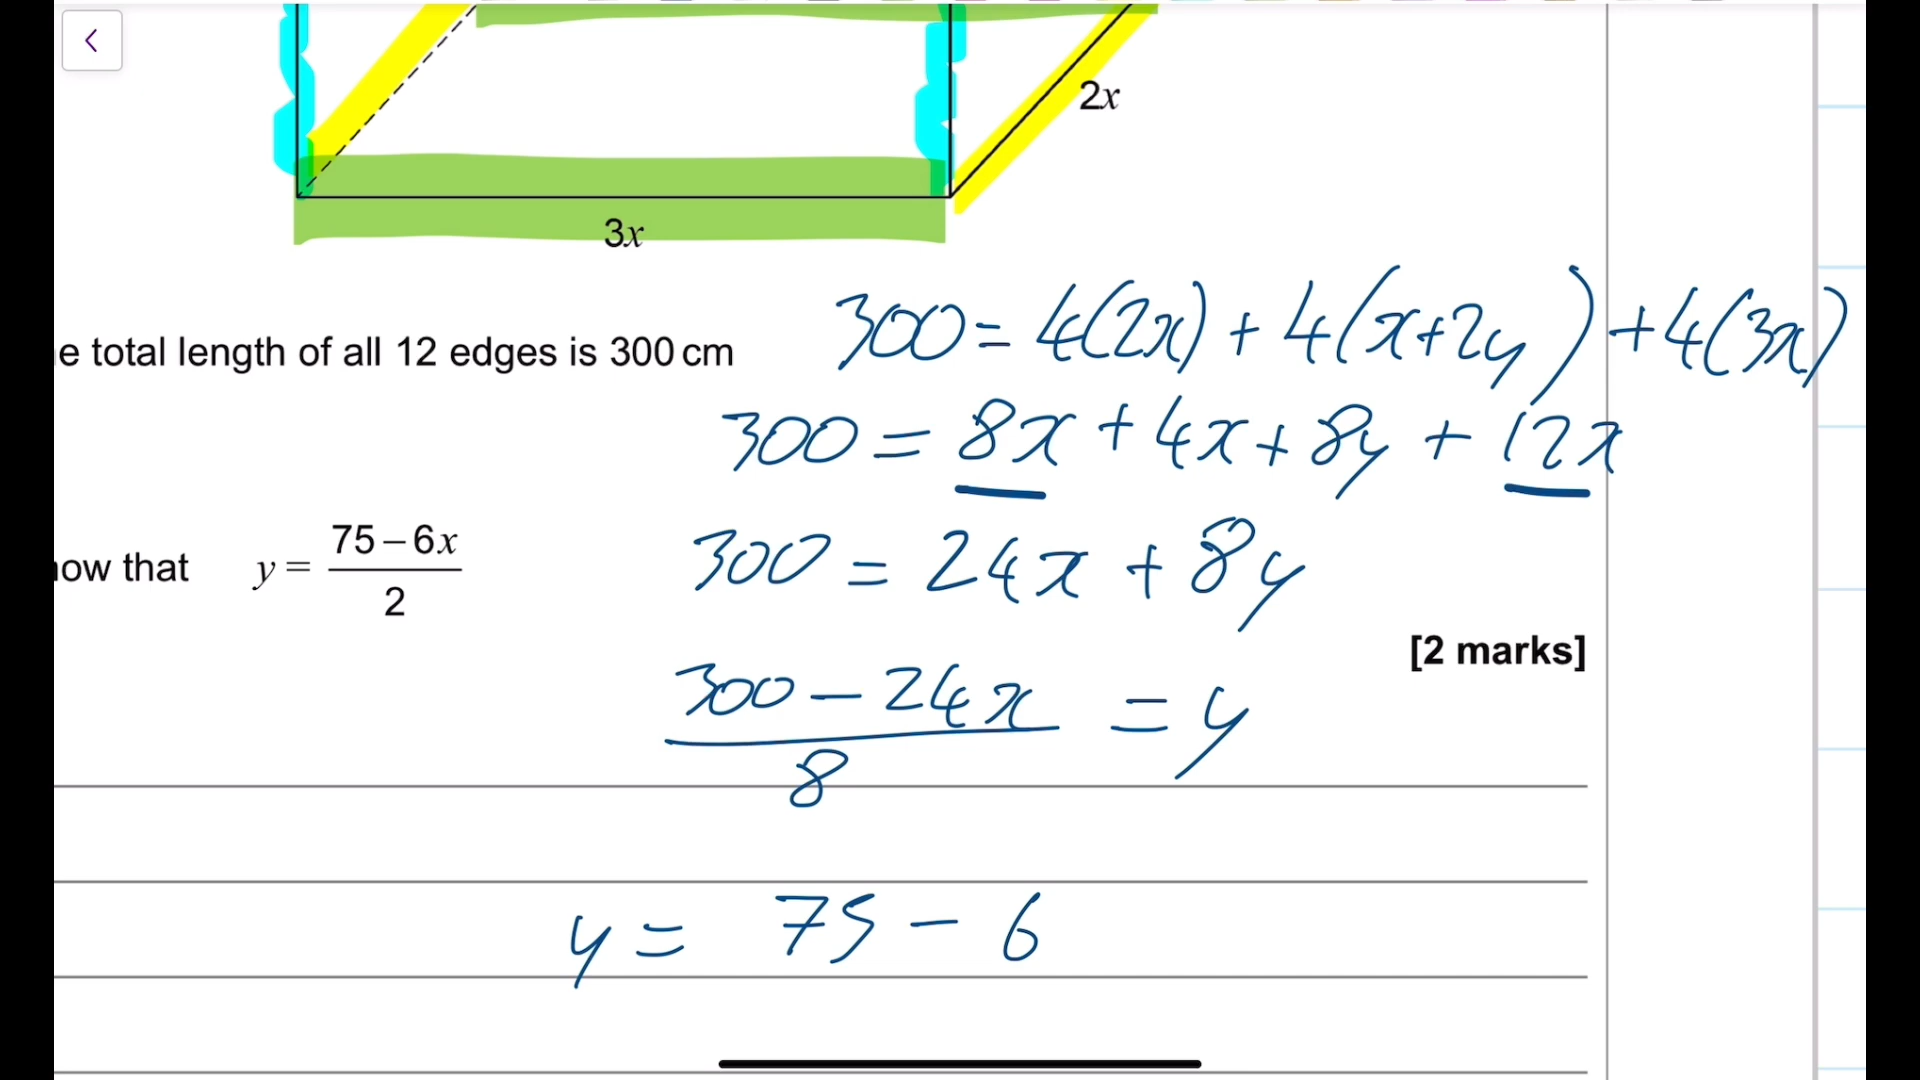 2x
3x
300 = 4(2x) + 4(x+2y) + 4(3x)
e total length of all 12 edges is 300 cm
300 = 8x + 4x + 8y + 12x
ow that y = 75 – 6x / 2
300 = 24x + 8y
[2 marks]
300 – 24x / 8 = y
y = 75 – 6